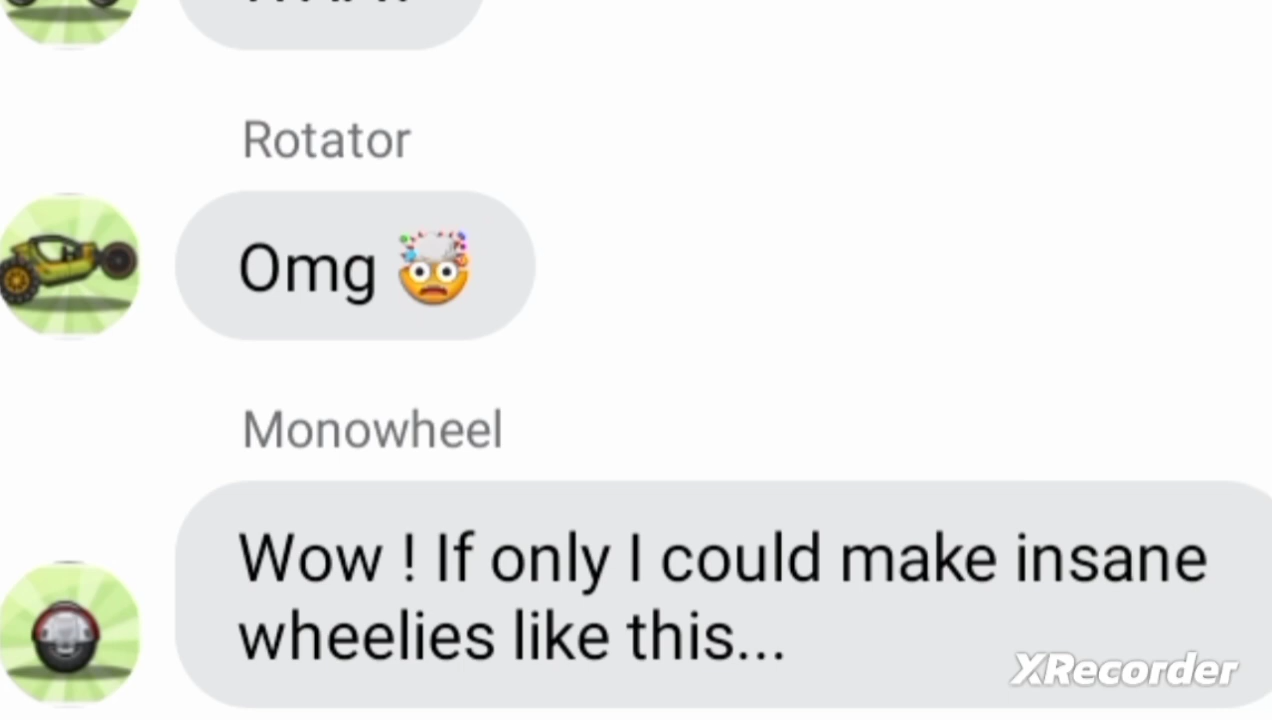 Rotator
Omg 🤯
Monowheel
Wow ! If only I could make insane
wheelies like this...
XRecorder